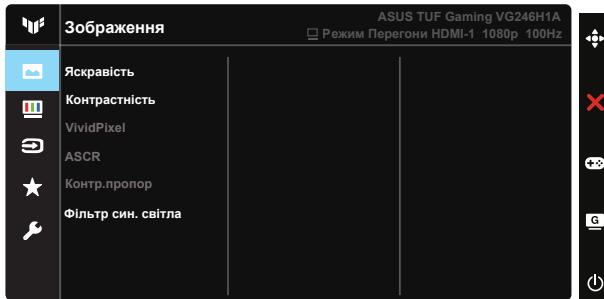 Зображення
ASUS TUF Gaming VG246H1A
Режим Перегони HDMI-1 1080p 100Hz
Яскравість
Контрастність
VividPixel
ASCR
Контр.пропор
Фільтр син. світла
G